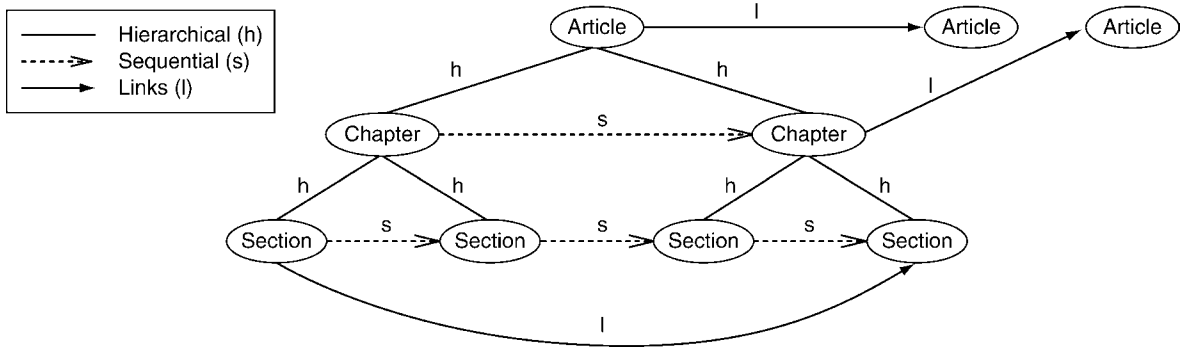 Hierarchical (h)
Sequential (s)
Links (l)
Article
l
Article
Article
h
h
l
Chapter
s
Chapter
h
h
h
h
Section
s
Section
s
Section
s
Section
l